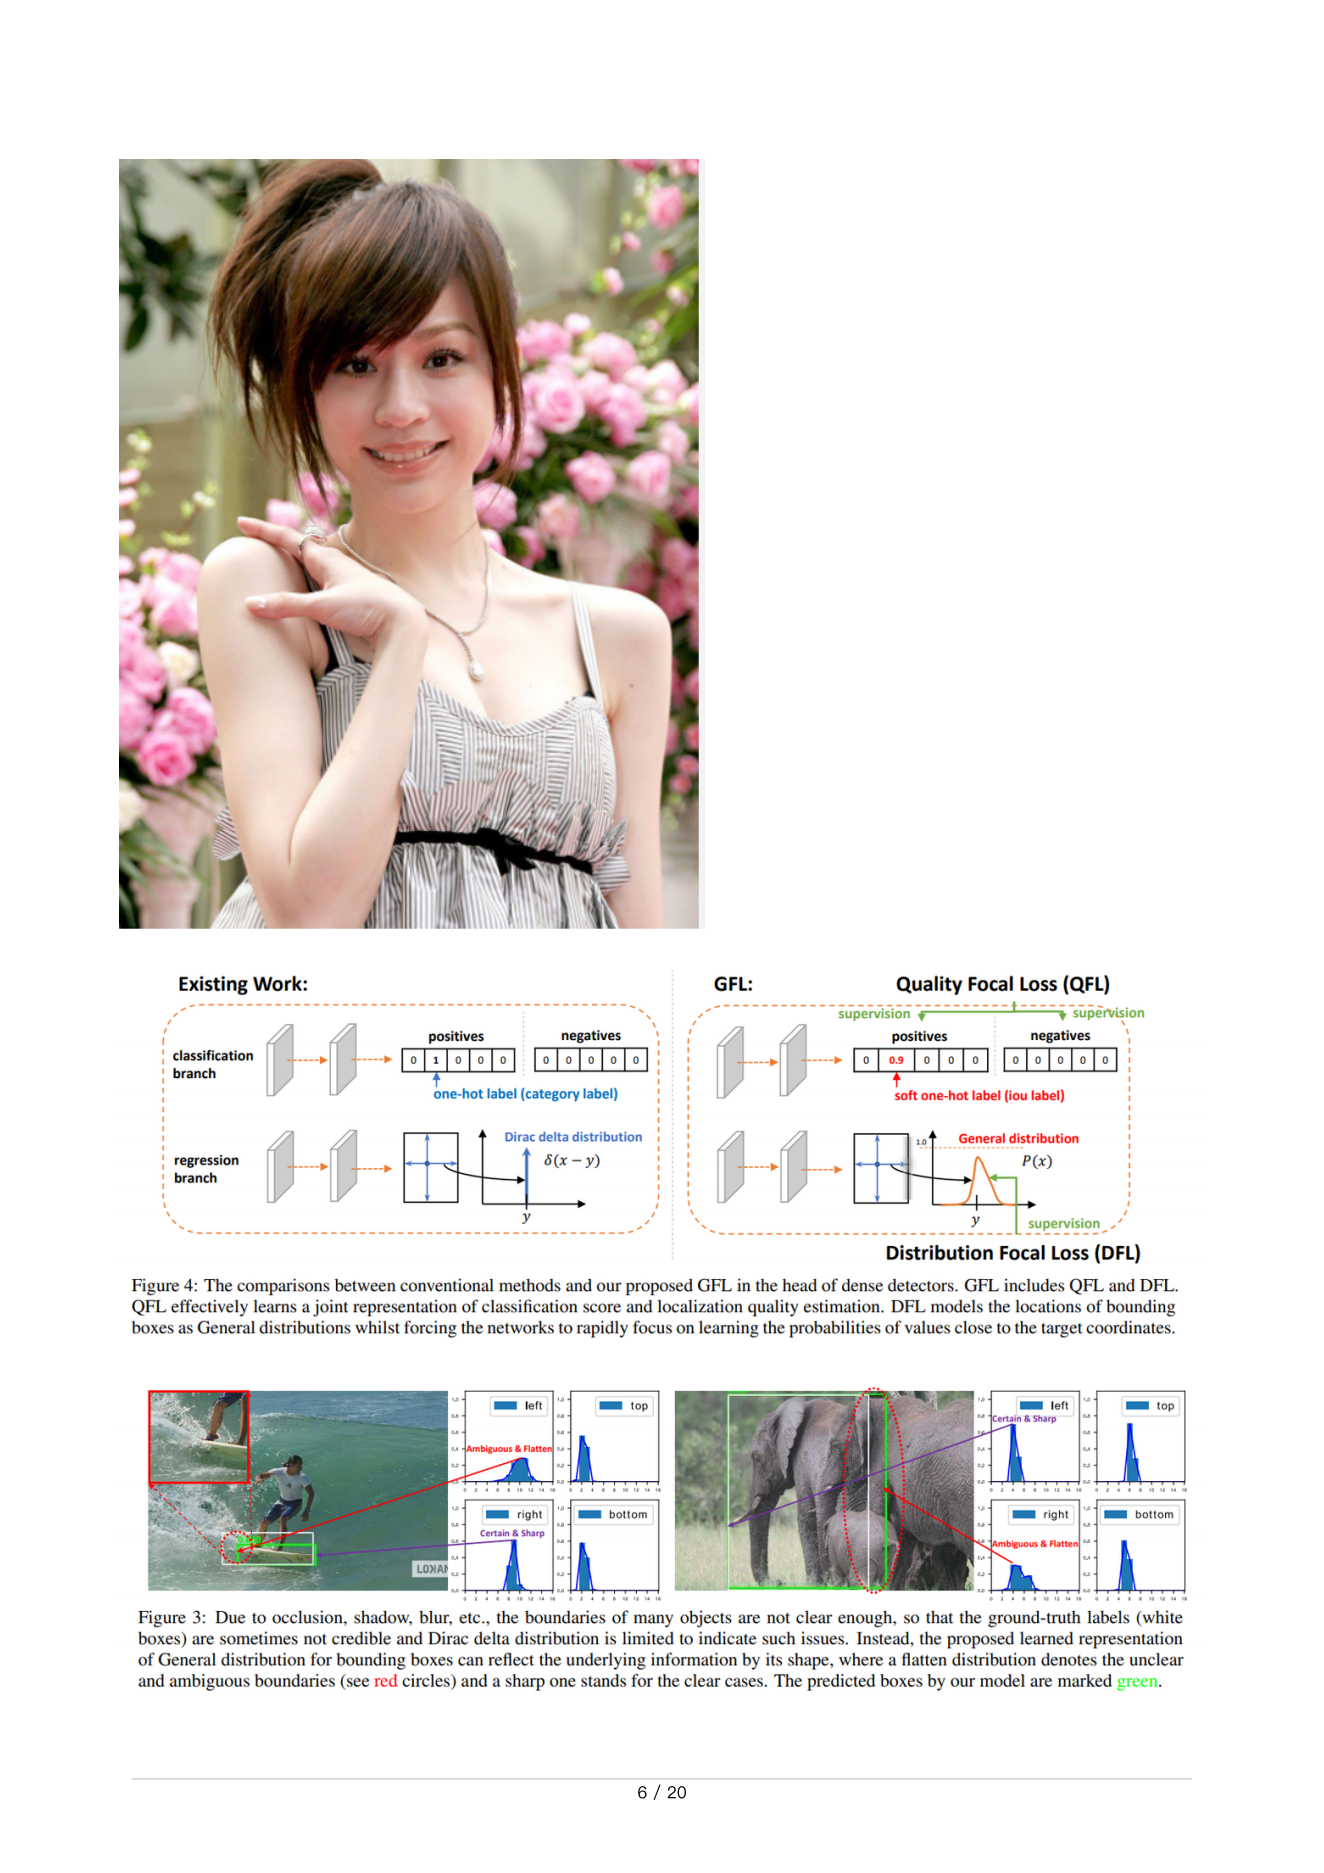 Existing Work:
GFL:
Quality Focal Loss (QFL)
classification
branch
positives
negatives
0 1 0 0 0
0 0 0 0 0
one-hot label (category label)
regression
branch
Dirac delta distribution
δ(x − y)
y
supervision
supervision
positives
negatives
0 0.9 0 0 0
0 0 0 0 0
soft one-hot label (iou label)
1.0
General distribution
P(x)
y
supervision
Distribution Focal Loss (DFL)
Figure 4: The comparisons between conventional methods and our proposed GFL in the head of dense detectors. GFL includes QFL and DFL.
QFL effectively learns a joint representation of classification score and localization quality estimation. DFL models the locations of bounding
boxes as General distributions whilst forcing the networks to rapidly focus on learning the probabilities of values close to the target coordinates.
left
top
Ambiguous & Flatten
right
bottom
Certain & Sharp
left
top
Certain & Sharp
right
bottom
Ambiguous & Flatten
Figure 3: Due to occlusion, shadow, blur, etc., the boundaries of many objects are not clear enough, so that the ground-truth labels (white
boxes) are sometimes not credible and Dirac delta distribution is limited to indicate such issues. Instead, the proposed learned representation
of General distribution for bounding boxes can reflect the underlying information by its shape, where a flatten distribution denotes the unclear
and ambiguous boundaries (see red circles) and a sharp one stands for the clear cases. The predicted boxes by our model are marked green.
6 / 20